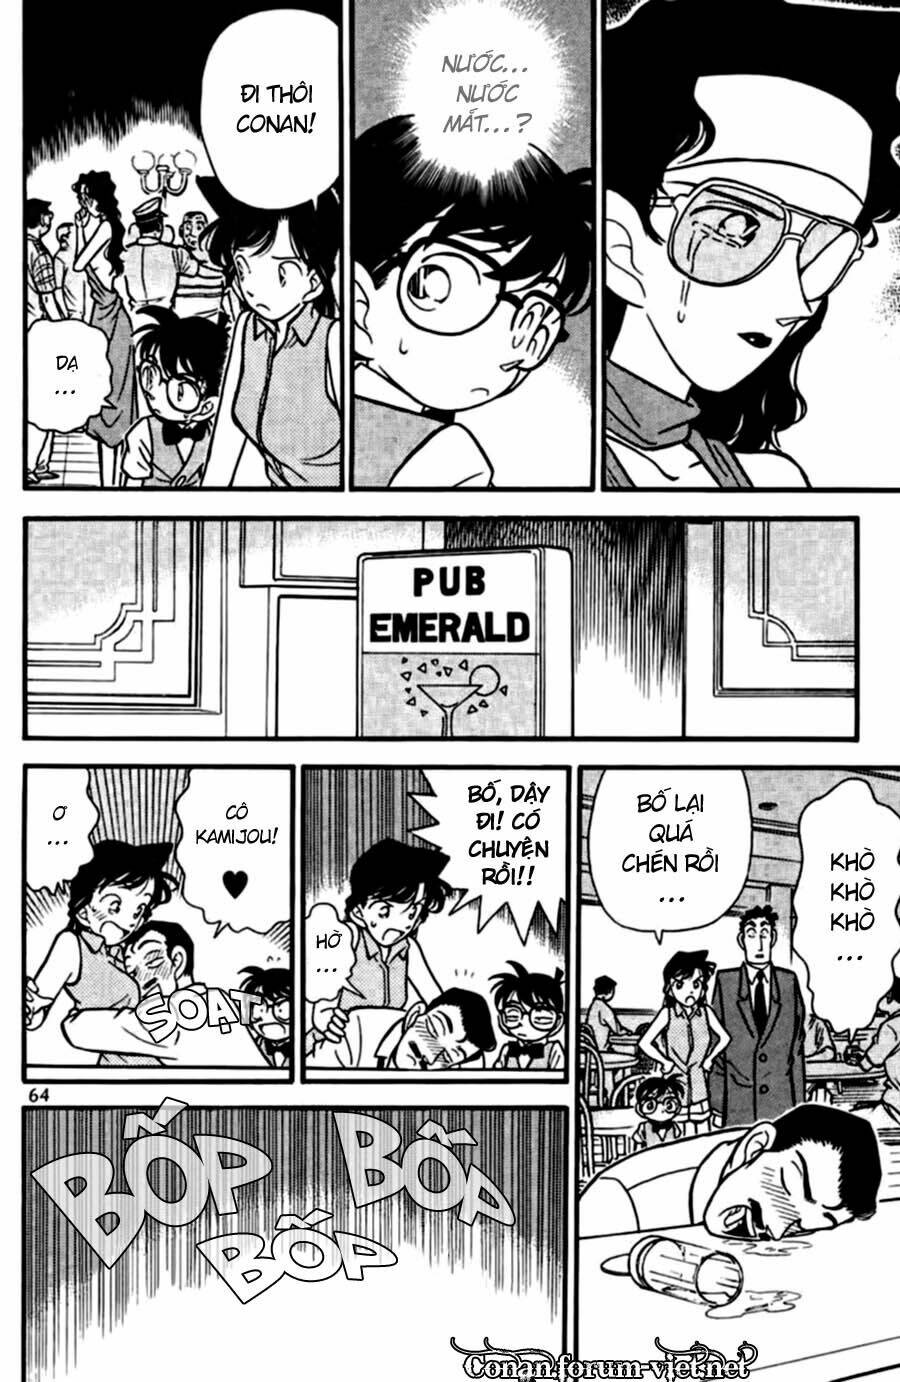 NƯỚC...
NƯỚC
MẮT...?
ĐI THÔI
CONAN!
DẠ
...
PUB
EMERALD
KHÒ
KHÒ
KHÒ
...
BỐ LẠI
QUÁ
CHÉN RỒI
...
BỐ, DẬY
ĐI! CÓ
CHUYỆN
RỒI!!
HỜ
...
CÔ
KAMIJOU!
♥
Ơ
...
SOẠT
64
BỐP
BỐP
BỐP
Conan.forum-viet.net